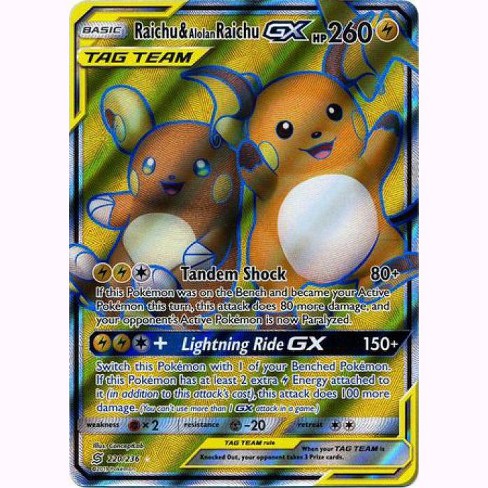 BASIC Raichu & Alolan Raichu GX HP 260
TAG TEAM
Tandem Shock 80+
If this Pokémon was on the Bench and became your Active
Pokémon this turn, this attack does 80 more damage, and
your opponent's Active Pokémon is now Paralyzed.
+ Lightning Ride GX 150+
Switch this Pokémon with 1 of your Benched Pokémon.
If this Pokémon has at least 2 extra Energy attached to
it (in addition to this attack's cost), this attack does 100 more
damage. (You can't use more than 1 GX attack in a game.)
weakness ×2 resistance -20 retreat
Illus. Conceptlab
220/236
TAG TEAM rule
When your TAG TEAM is
Knocked Out, your opponent takes 3 Prize cards.